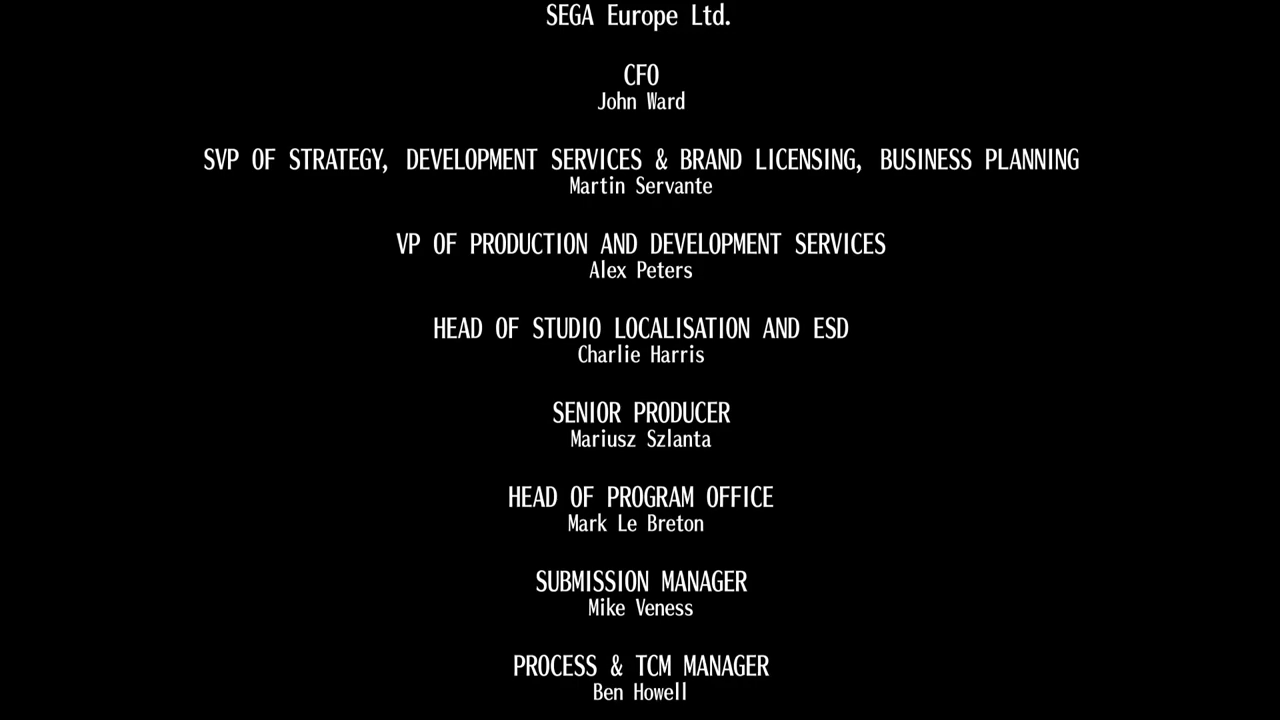 SEGA Europe Ltd.
CFO
John Ward
SVP OF STRATEGY, DEVELOPMENT SERVICES & BRAND LICENSING, BUSINESS PLANNING
Martin Servante
VP OF PRODUCTION AND DEVELOPMENT SERVICES
Alex Peters
HEAD OF STUDIO LOCALISATION AND ESD
Charlie Harris
SENIOR PRODUCER
Mariusz Szlanta
HEAD OF PROGRAM OFFICE
Mark Le Breton
SUBMISSION MANAGER
Mike Veness
PROCESS & TCM MANAGER
Ben Howell